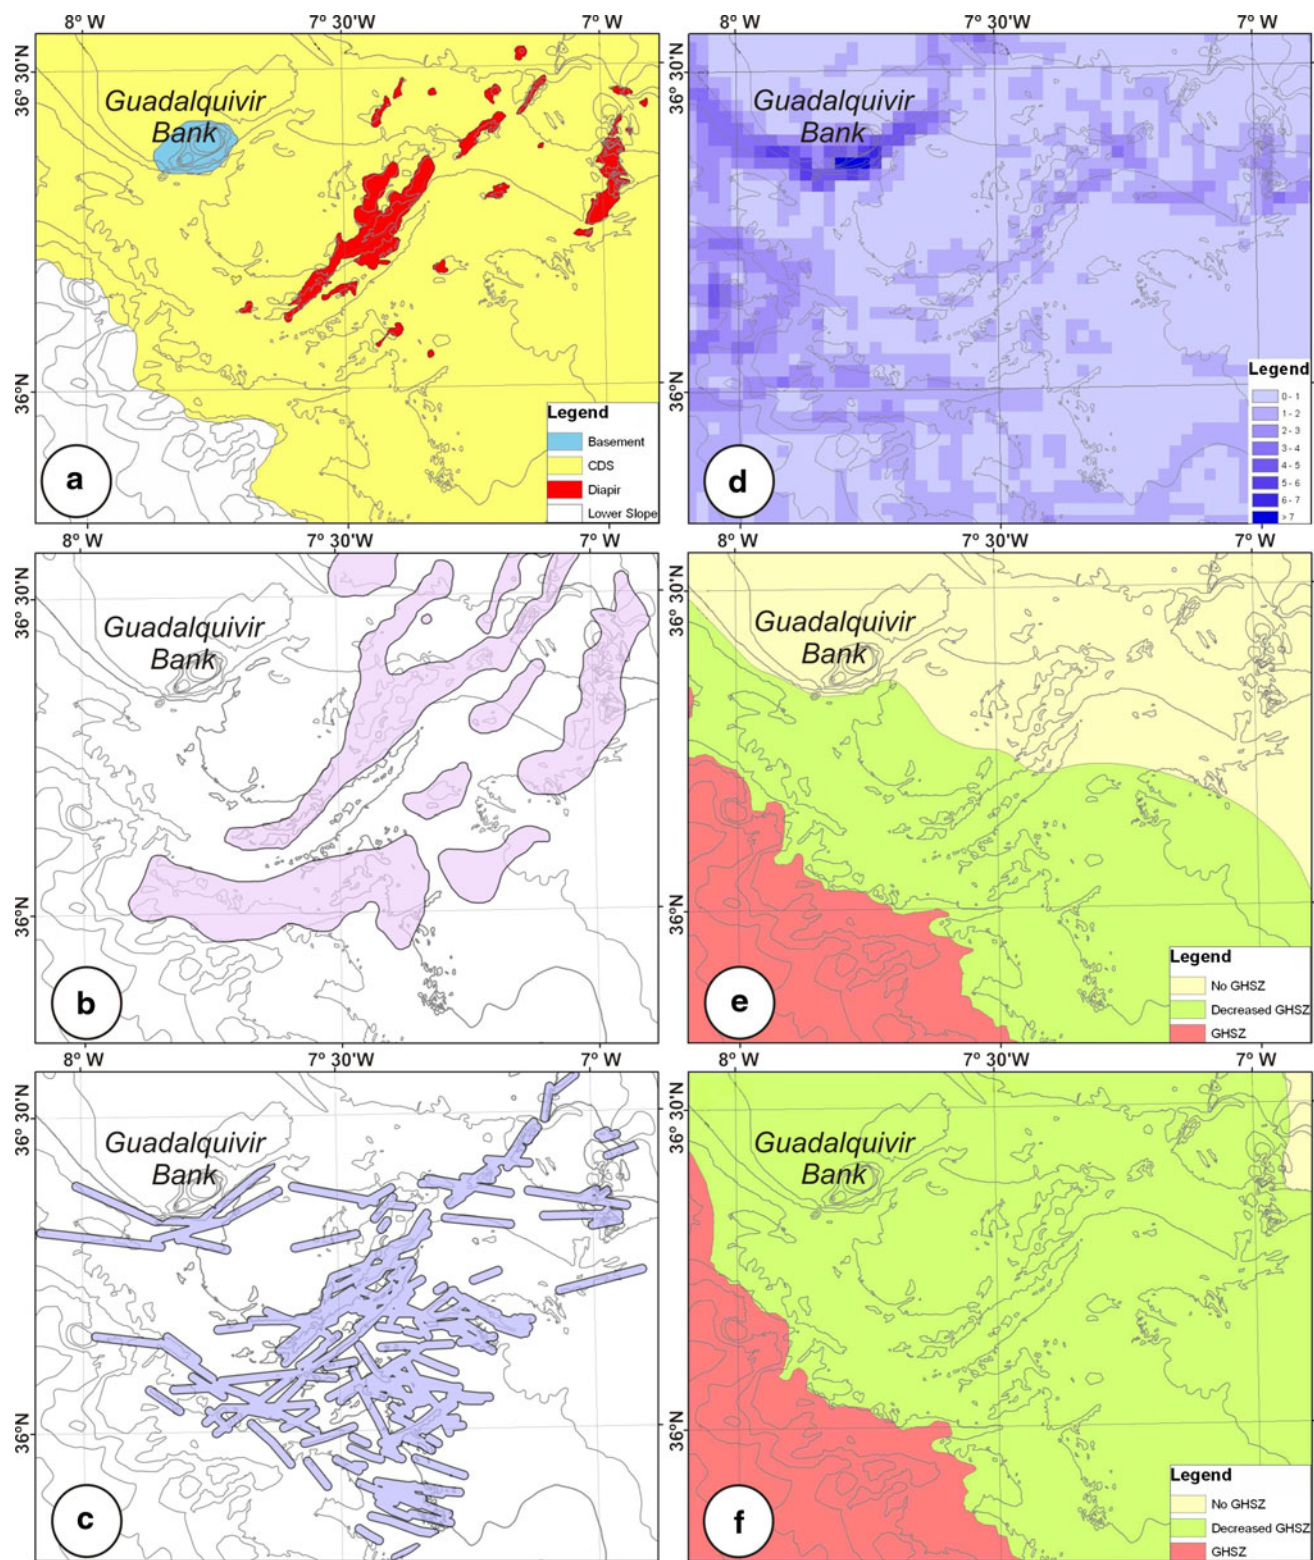 8° W 7° 30'W 7° W
36° 30'N
Guadalquivir
Bank
36°N
Legend
Basement
CDS
Diapir
Lower Slope
a
8° W 7° 30'W 7° W
36° 30'N
Guadalquivir
Bank
36°N
Legend
0 - 1
1 - 2
2 - 3
3 - 4
4 - 5
5 - 6
6 - 7
> 7
d
8° W 7° 30'W 7° W
36° 30'N
Guadalquivir
Bank
36°N
b
8° W 7° 30'W 7° W
36° 30'N
Guadalquivir
Bank
36°N
Legend
No GHSZ
Decreased GHSZ
GHSZ
e
8° W 7° 30'W 7° W
36° 30'N
Guadalquivir
Bank
36°N
c
8° W 7° 30'W 7° W
36° 30'N
Guadalquivir
Bank
36°N
Legend
No GHSZ
Decreased GHSZ
GHSZ
f